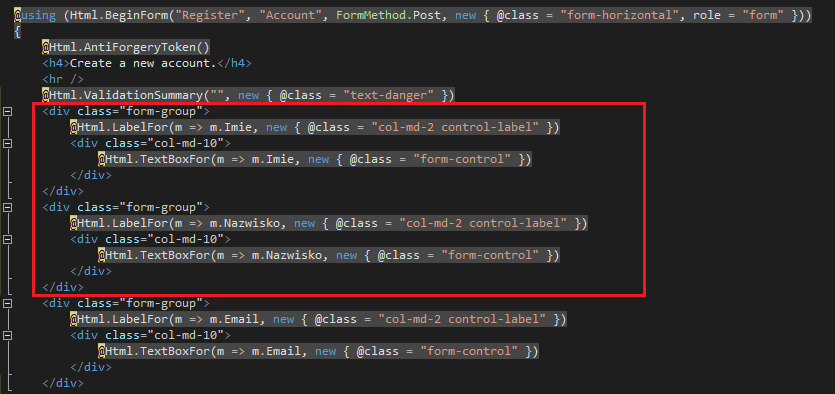 @using (Html.BeginForm("Register", "Account", FormMethod.Post, new { @class = "form-horizontal", role = "form" }))
{
    @Html.AntiForgeryToken()
    <h4>Create a new account.</h4>
    <hr />
    @Html.ValidationSummary("", new { @class = "text-danger" })
    <div class="form-group">
        @Html.LabelFor(m => m.Imie, new { @class = "col-md-2 control-label" })
        <div class="col-md-10">
            @Html.TextBoxFor(m => m.Imie, new { @class = "form-control" })
        </div>
    </div>
    <div class="form-group">
        @Html.LabelFor(m => m.Nazwisko, new { @class = "col-md-2 control-label" })
        <div class="col-md-10">
            @Html.TextBoxFor(m => m.Nazwisko, new { @class = "form-control" })
        </div>
    </div>
    <div class="form-group">
        @Html.LabelFor(m => m.Email, new { @class = "col-md-2 control-label" })
        <div class="col-md-10">
            @Html.TextBoxFor(m => m.Email, new { @class = "form-control" })
        </div>
    </div>